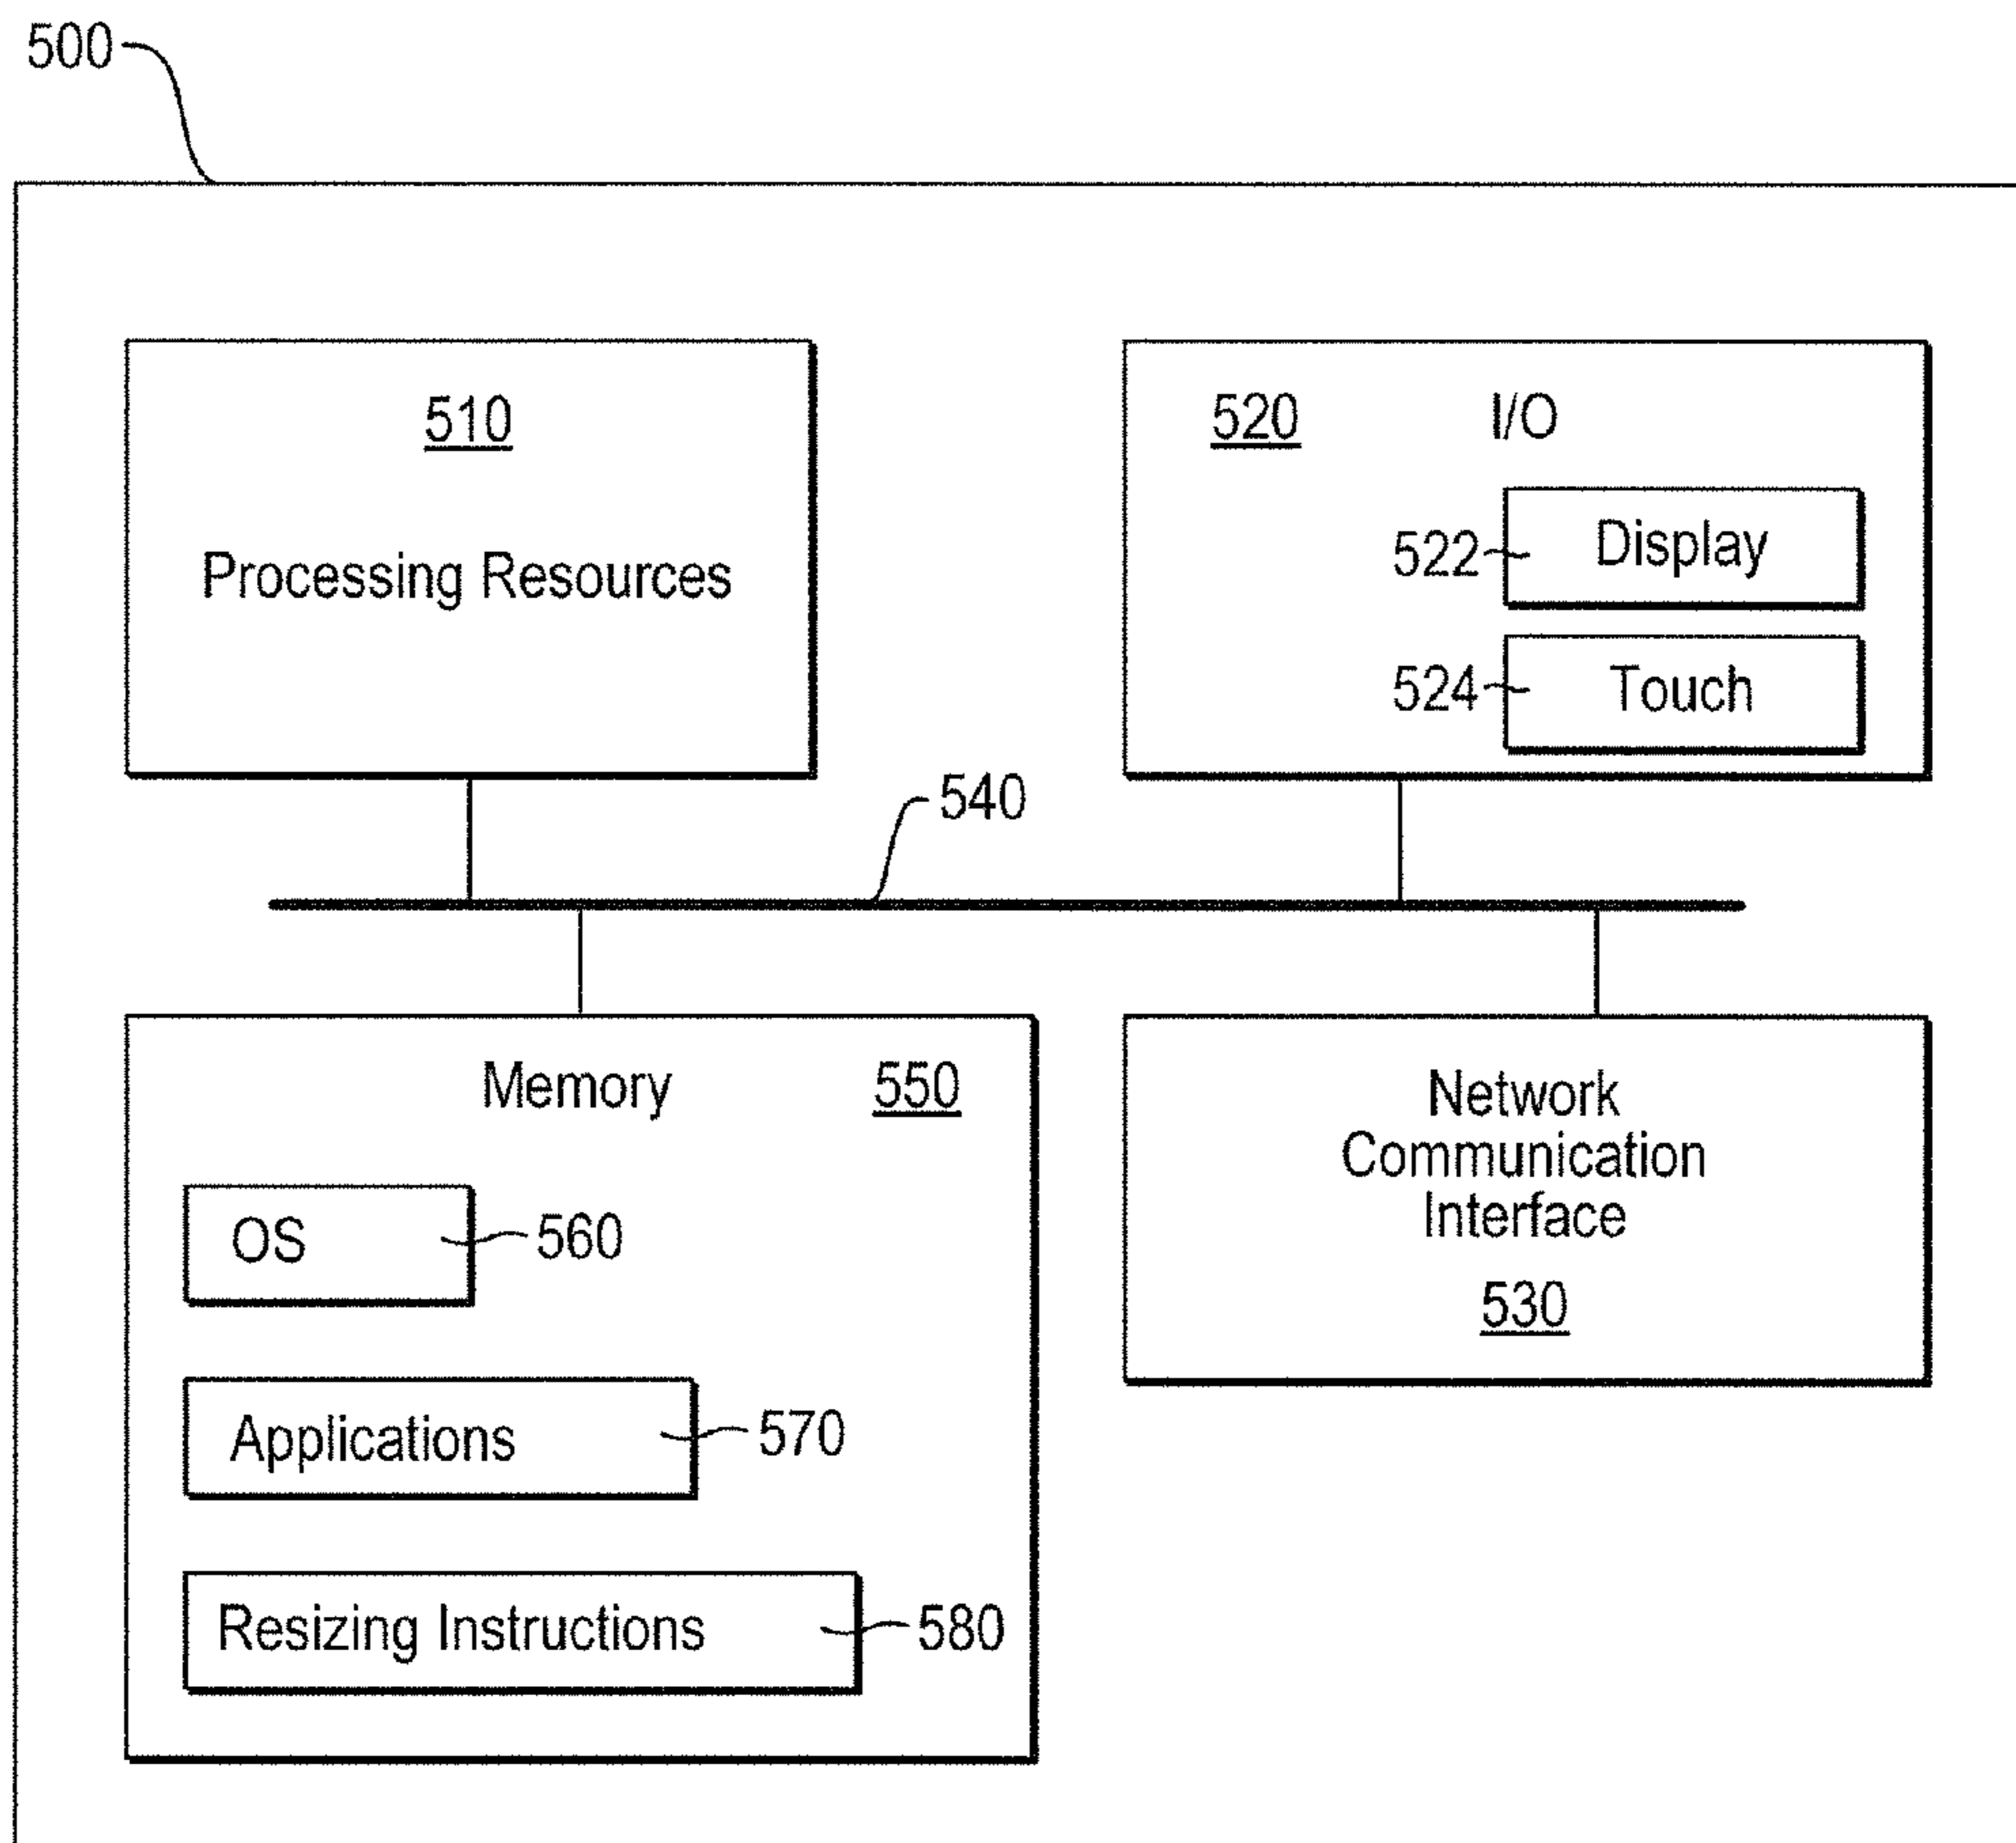 500
510
Processing Resources
520 I/O
522 Display
524 Touch
540
Memory 550
OS 560
Applications 570
Resizing Instructions 580
Network
Communication
Interface
530